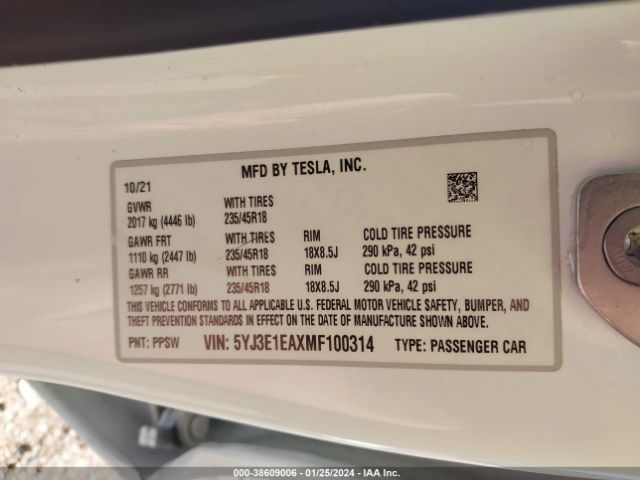 MFD BY TESLA, INC.
10/21
GVWR WITH TIRES
2017 kg (4446 lb) 235/45R18
GAWR FRT WITH TIRES RIM COLD TIRE PRESSURE
1110 kg (2447 lb) 235/45R18 18X8.5J 290 kPa, 42 psi
GAWR RR WITH TIRES RIM COLD TIRE PRESSURE
1257 kg (2771 lb) 235/45R18 18X8.5J 290 kPa, 42 psi
THIS VEHICLE CONFORMS TO ALL APPLICABLE U.S. FEDERAL MOTOR VEHICLE SAFETY, BUMPER, AND
THEFT PREVENTION STANDARDS IN EFFECT ON THE DATE OF MANUFACTURE SHOWN ABOVE.
PNT: PPSW VIN: 5YJ3E1EAXMF100314 TYPE: PASSENGER CAR
000-38609006 - 01/25/2024 - IAA Inc.